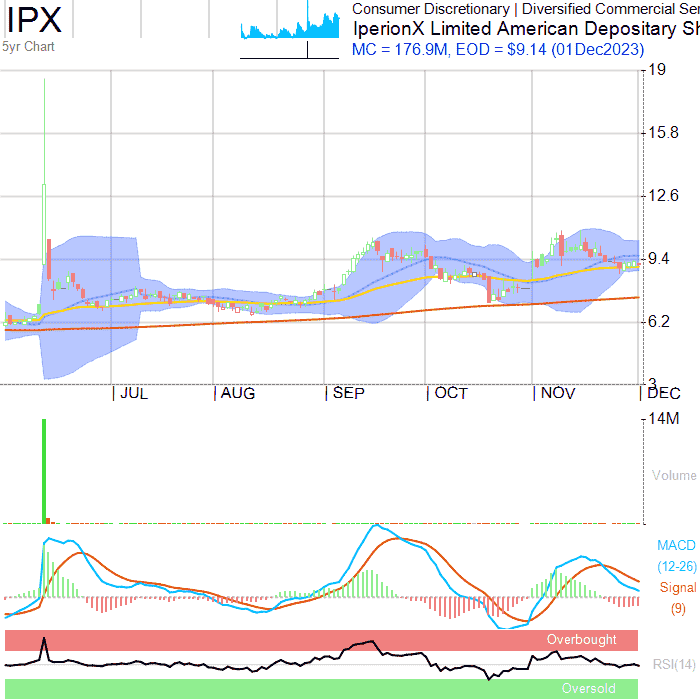 IPX
5yr Chart
Consumer Discretionary | Diversified Commercial Ser
IperionX Limited American Depositary Sh
MC = 176.9M, EOD = $9.14 (01Dec2023)
19
15.8
12.6
9.4
6.2
3
JUL AUG SEP OCT NOV DEC
14M
Volume
MACD
(12-26)
Signal
(9)
Overbought
RSI(14)
Oversold